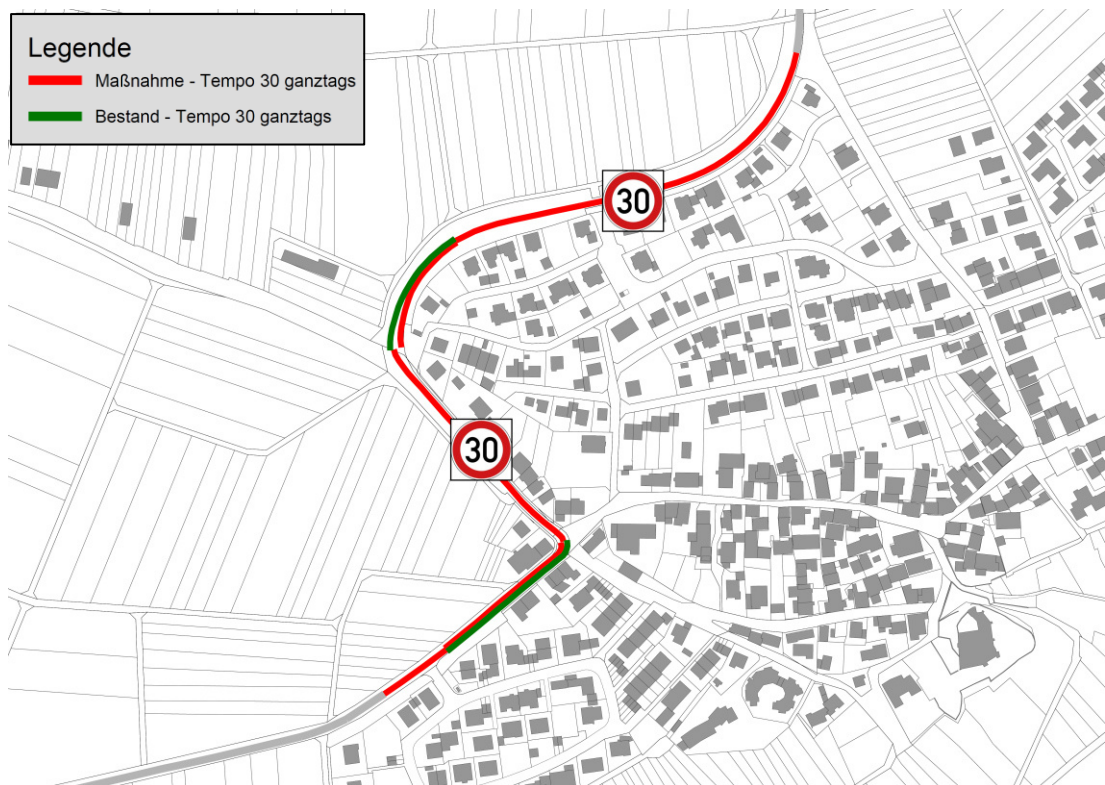 Legende
Maßnahme - Tempo 30 ganztags
Bestand - Tempo 30 ganztags
30
30